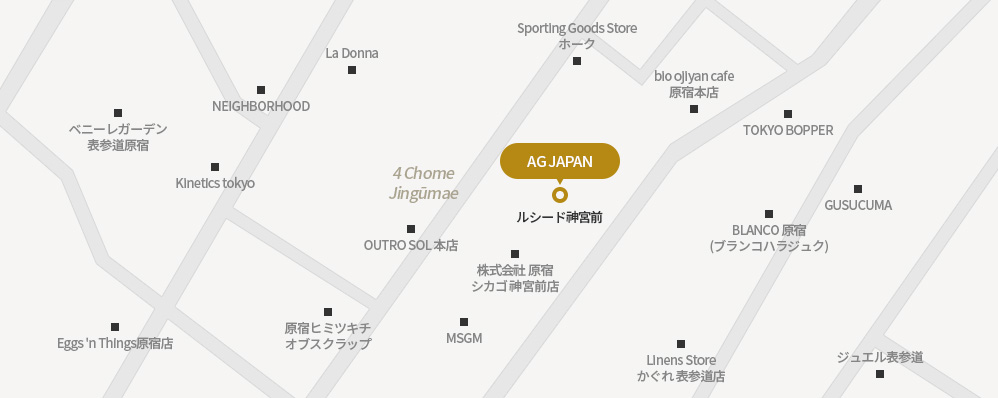 Sporting Goods Store
ホーク
La Donna
bio ojiyan cafe
原宿本店
NEIGHBORHOOD
ベニーレガーデン
表参道原宿
TOKYO BOPPER
AG JAPAN
4 Chome
Jingūmae
Kinetics tokyo
ルシード神宮前
GUSUCUMA
OUTRO SOL 本店
BLANCO 原宿
(ブランコハラジュク)
株式会社 原宿
シカゴ 神宮前店
原宿ヒミツキチ
オブスクラップ
MSGM
Eggs 'n Things原宿店
Linens Store
かぐれ 表参道店
ジュエル表参道